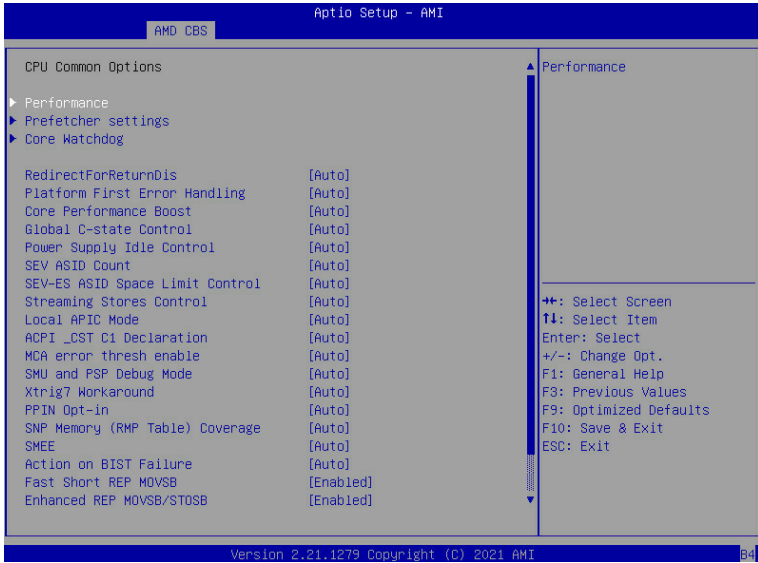 Aptio Setup - AMI
AMD CBS
CPU Common Options
Performance
Prefetcher settings
Core Watchdog
RedirectForReturnDis [Auto]
Platform First Error Handling [Auto]
Core Performance Boost [Auto]
Global C-state Control [Auto]
Power Supply Idle Control [Auto]
SEV ASID Count [Auto]
SEV-ES ASID Space Limit Control [Auto]
Streaming Stores Control [Auto]
Local APIC Mode [Auto]
ACPI _CST C1 Declaration [Auto]
MCA error thresh enable [Auto]
SMU and PSP Debug Mode [Auto]
Xtrig7 Workaround [Auto]
PPIN Opt-in [Auto]
SNP Memory (RMP Table) Coverage [Auto]
SMEE [Auto]
Action on BIST Failure [Auto]
Fast Short REP MOVSB [Enabled]
Enhanced REP MOVSB/STOSB [Enabled]
Performance
→←: Select Screen
↑↓: Select Item
Enter: Select
+/-: Change Opt.
F1: General Help
F3: Previous Values
F9: Optimized Defaults
F10: Save & Exit
ESC: Exit
Version 2.21.1279 Copyright (C) 2021 AMI
B4